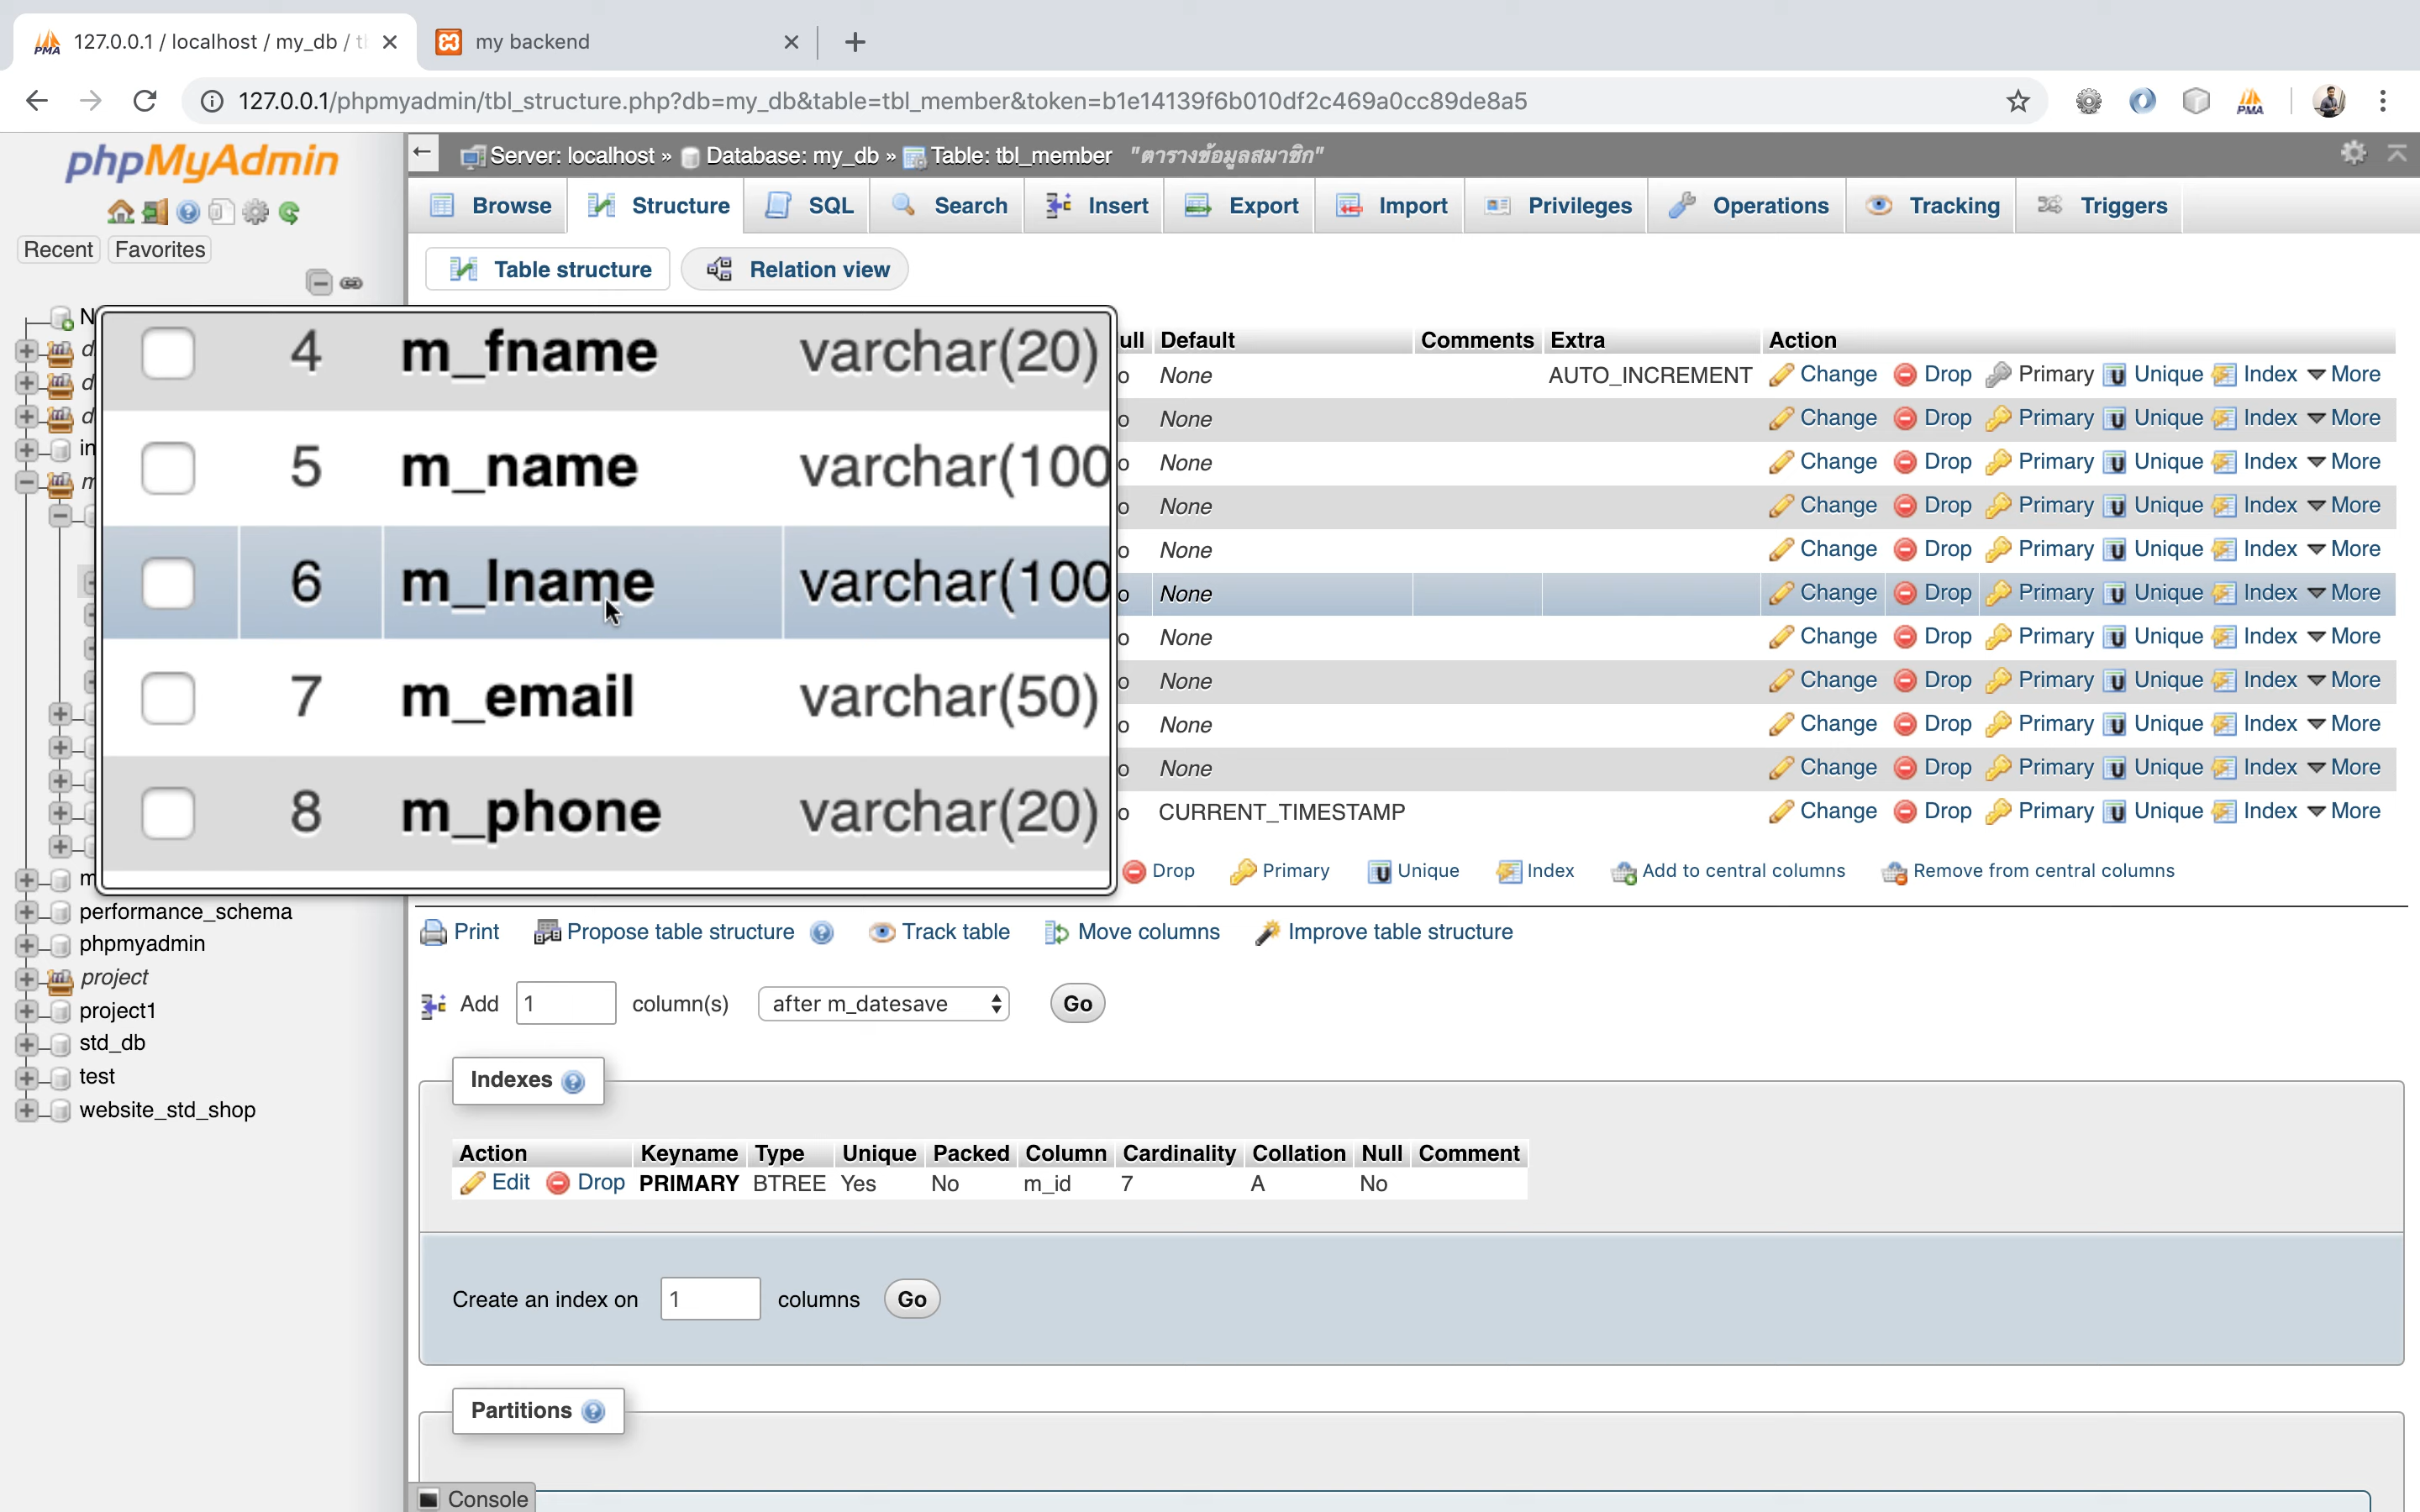 127.0.0.1 / localhost / my_db / t
my backend
127.0.0.1/phpmyadmin/tbl_structure.php?db=my_db&table=tbl_member&token=b1e14139f6b010df2c469a0cc89de8a5
PMA
phpMyAdmin
Recent Favorites
Server: localhost » Database: my_db » Table: tbl_member "ตารางข้อมูลสมาชิก"
Browse Structure SQL Search Insert Export Import Privileges Operations Tracking Triggers
Table structure Relation view
ull Default Comments Extra Action
o None AUTO_INCREMENT Change Drop Primary Unique Index More
o None Change Drop Primary Unique Index More
o None Change Drop Primary Unique Index More
o None Change Drop Primary Unique Index More
o None Change Drop Primary Unique Index More
o None Change Drop Primary Unique Index More
o None Change Drop Primary Unique Index More
o None Change Drop Primary Unique Index More
o None Change Drop Primary Unique Index More
o None Change Drop Primary Unique Index More
o CURRENT_TIMESTAMP Change Drop Primary Unique Index More
4 m_fname varchar(20)
5 m_name varchar(100
6 m_lname varchar(100
7 m_email varchar(50)
8 m_phone varchar(20)
N
d
d
d
in
m
m
performance_schema
phpmyadmin
project
project1
std_db
test
website_std_shop
Drop Primary Unique Index Add to central columns Remove from central columns
Print Propose table structure Track table Move columns Improve table structure
Add 1 column(s) after m_datesave Go
Indexes
Action Keyname Type Unique Packed Column Cardinality Collation Null Comment
Edit Drop PRIMARY BTREE Yes No m_id 7 A No
Create an index on 1 columns Go
Partitions
Console